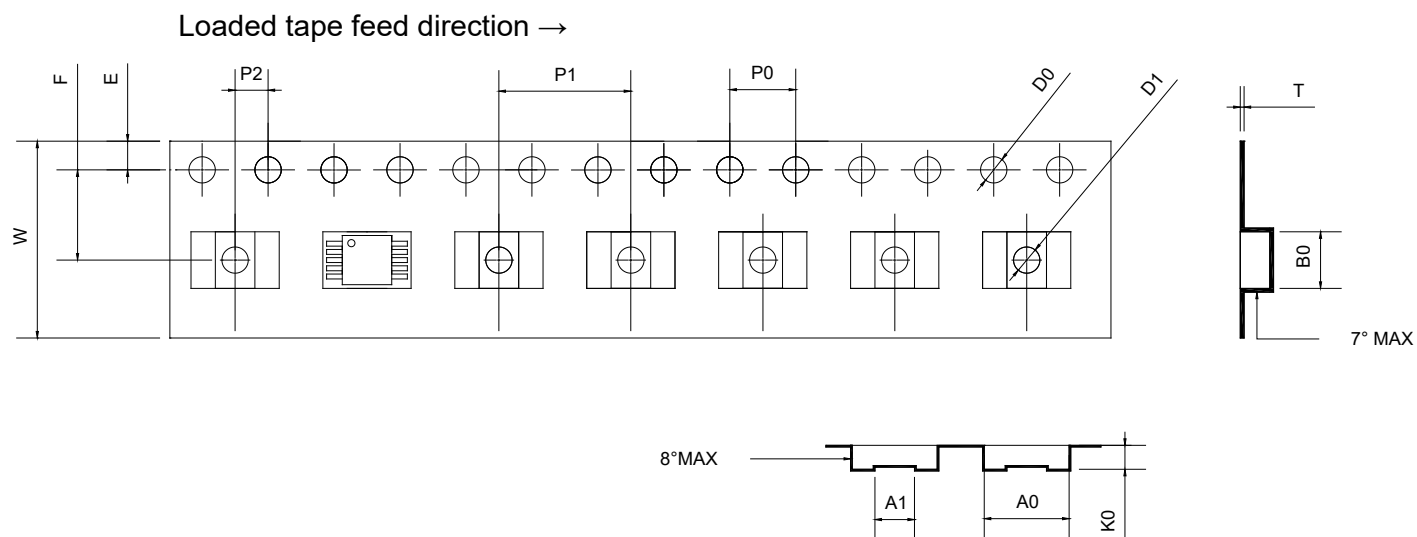 Loaded tape feed direction →
F
E
P2
P1
P0
D0
D1
T
W
B0
7° MAX
8°MAX
A1
A0
K0